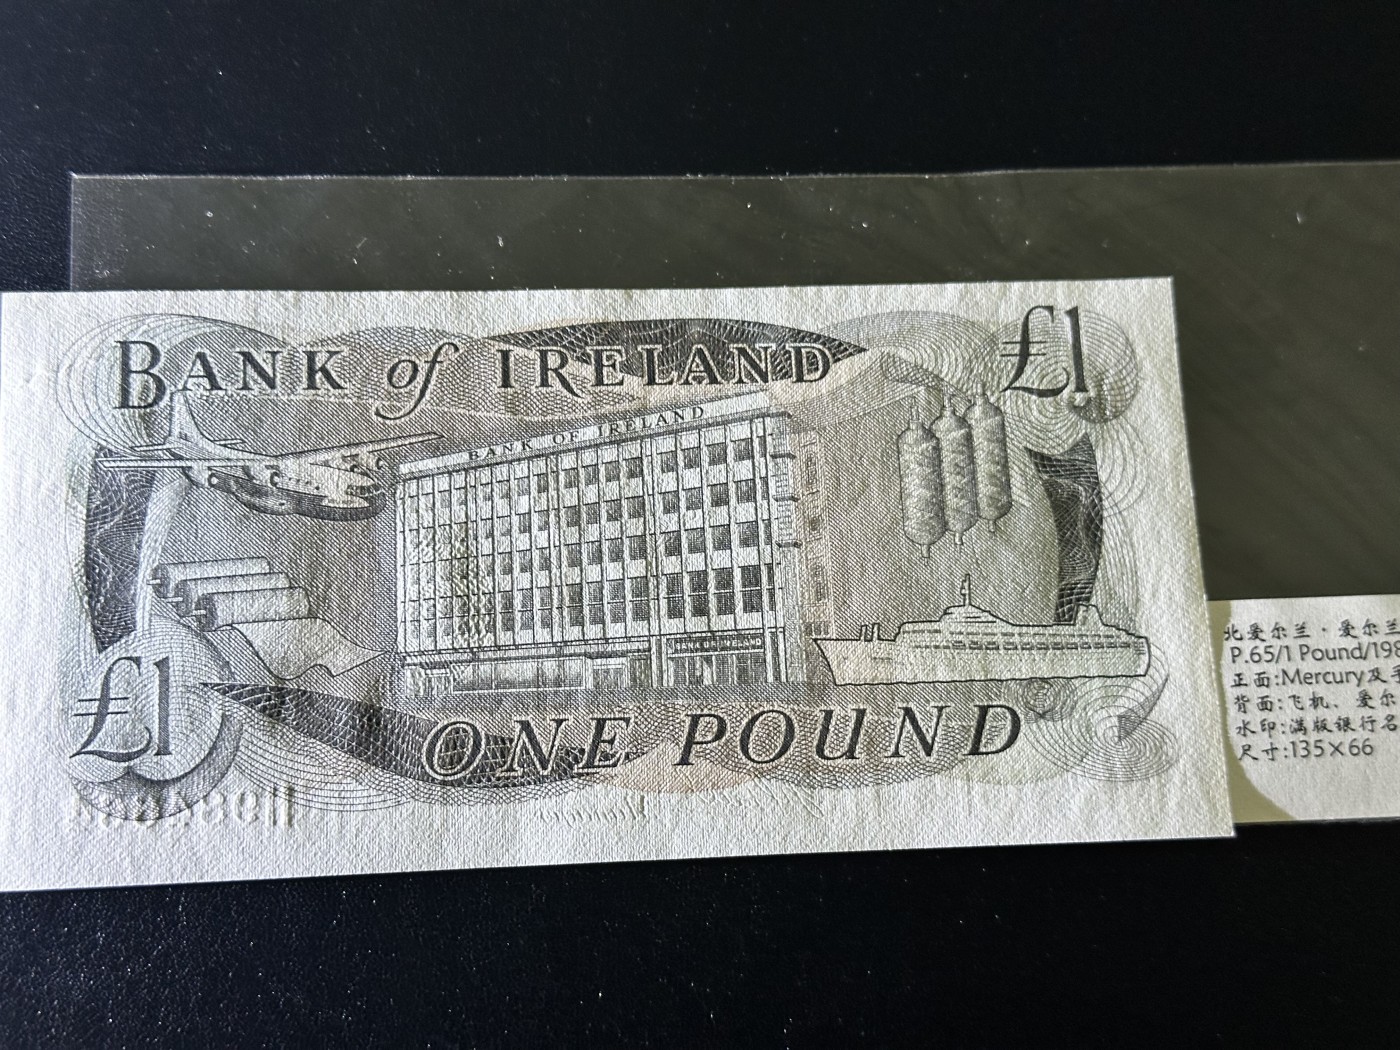 BANK of IRELAND £1
BANK OF IRELAND
£1 ONE POUND
北爱尔兰·爱尔兰
P.65/1 Pound/198
正面:Mercury及
背面:飞机、爱尔
水印:满版银行名
尺寸:135×66